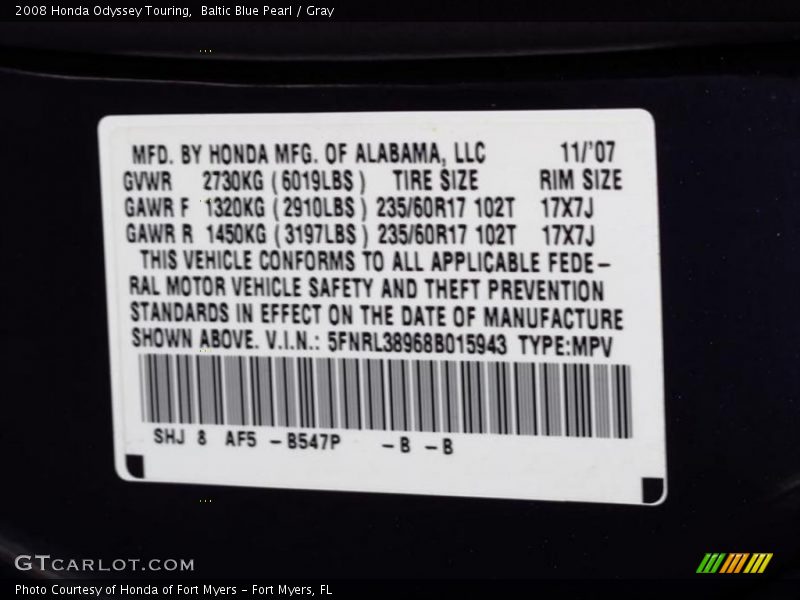 2008 Honda Odyssey Touring,  Baltic Blue Pearl / Gray
MFD. BY HONDA MFG. OF ALABAMA, LLC 11/'07
GVWR 2730KG (6019LBS) TIRE SIZE RIM SIZE
GAWR F 1320KG (2910LBS) 235/60R17 102T 17X7J
GAWR R 1450KG (3197LBS) 235/60R17 102T 17X7J
THIS VEHICLE CONFORMS TO ALL APPLICABLE FEDE–
RAL MOTOR VEHICLE SAFETY AND THEFT PREVENTION
STANDARDS IN EFFECT ON THE DATE OF MANUFACTURE
SHOWN ABOVE. V.I.N.: 5FNRL38968B015943 TYPE:MPV
SHJ 8 AF5 –B547P –B –B
GTCARLOT.COM
Photo Courtesy of Honda of Fort Myers – Fort Myers, FL